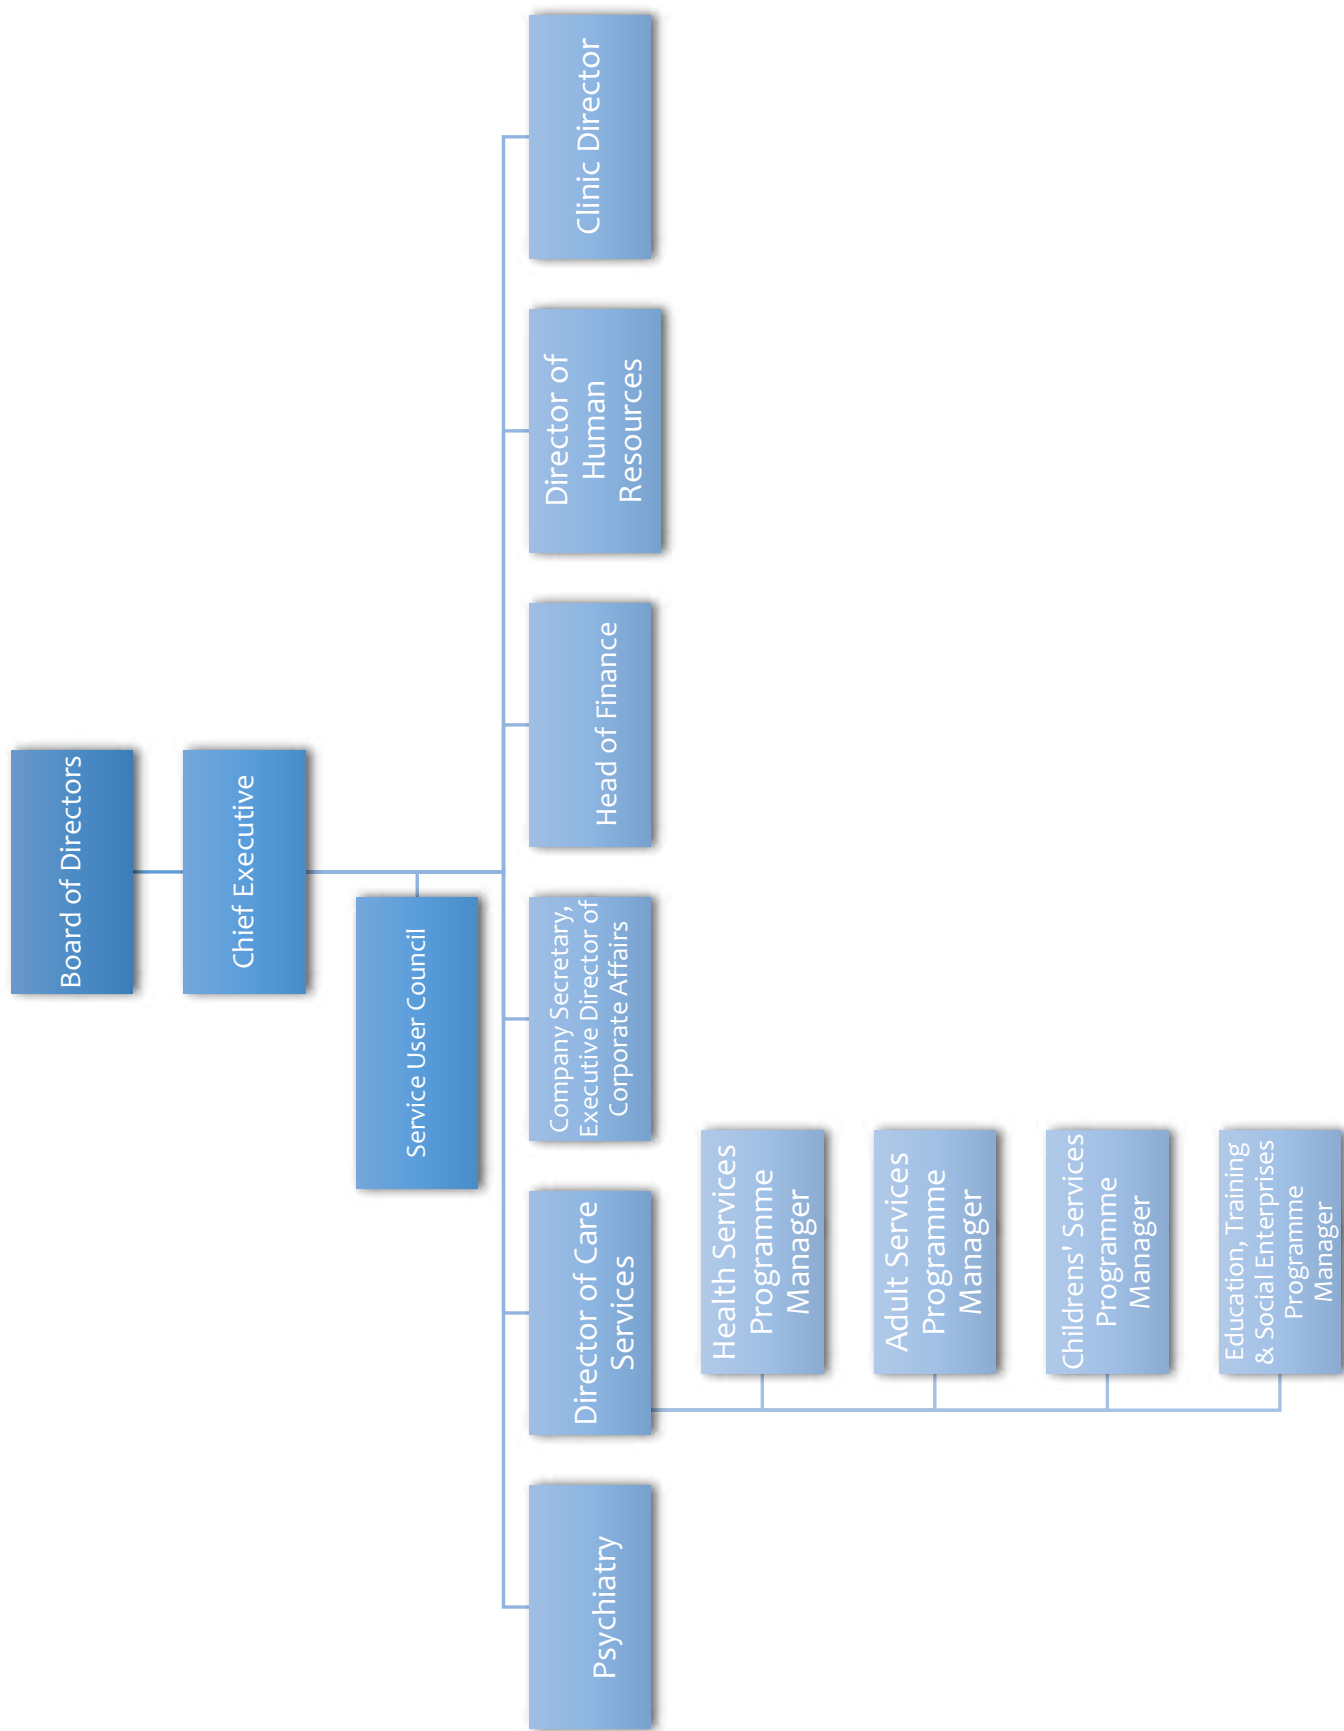 Board of Directors
Chief Executive
Service User Council
Psychiatry
Director of Care
Services
Company Secretary,
Executive Director of
Corporate Affairs
Head of Finance
Director of
Human
Resources
Clinic Director
Health Services
Programme
Manager
Adult Services
Programme
Manager
Childrens' Services
Programme
Manager
Education, Training
& Social Enterprises
Programme
Manager